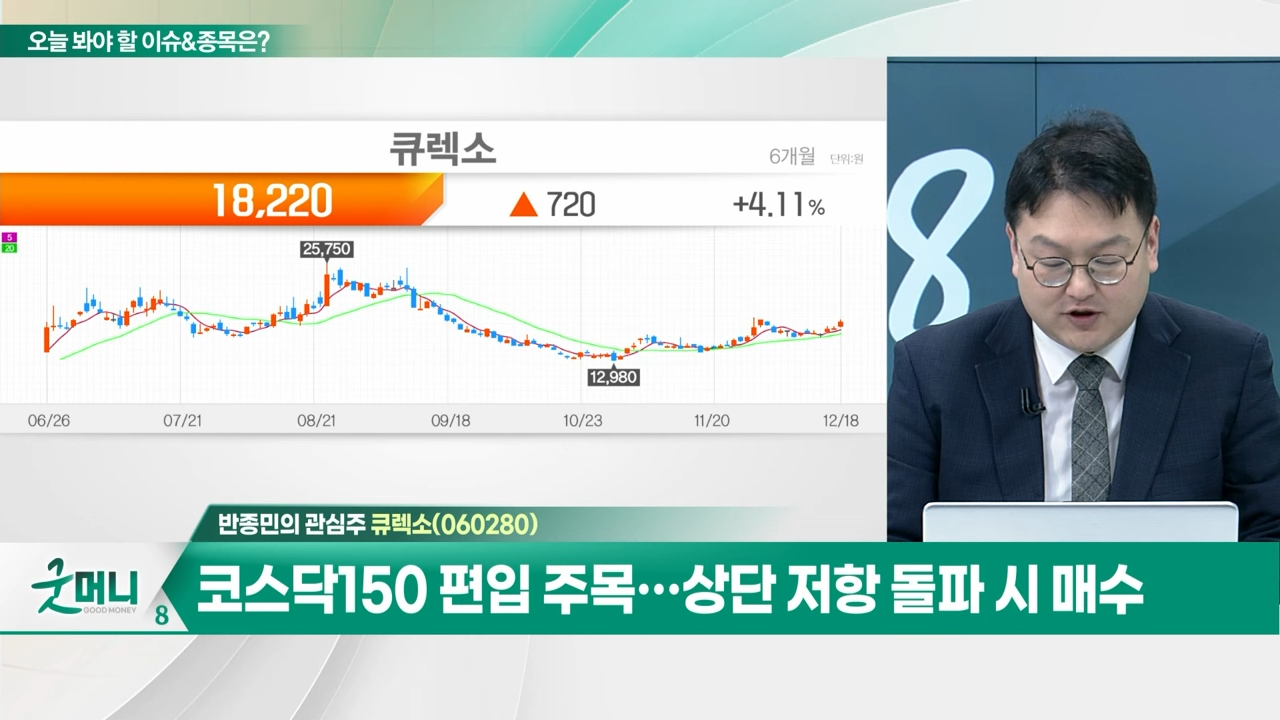 오늘 봐야 할 이슈&종목은?
큐렉소
6개월 단위:원
18,220 ▲ 720 +4.11%
5
20
25,750
12,980
06/26 07/21 08/21 09/18 10/23 11/20 12/18
8
반종민의 관심주 큐렉소(060280)
굿머니
GOOD MONEY
8
코스닥150 편입 주목…상단 저항 돌파 시 매수